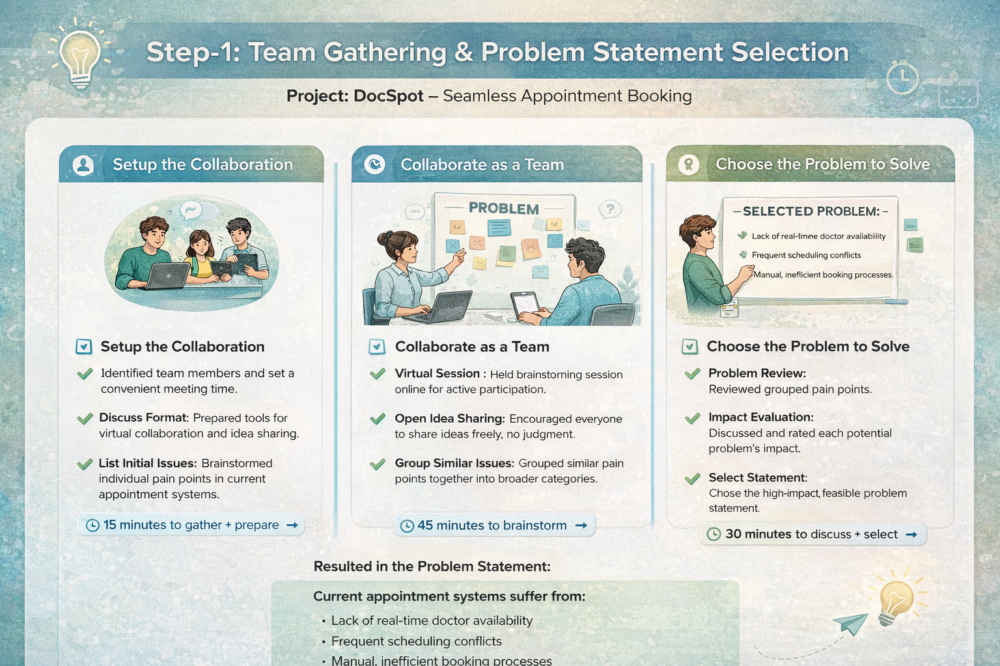 Step-1: Team Gathering & Problem Statement Selection
Project: DocSpot – Seamless Appointment Booking
Setup the Collaboration
Setup the Collaboration
Identified team members and set a
convenient meeting time.
Discuss Format: Prepared tools for
virtual collaboration and idea sharing.
List Initial Issues: Brainstormed
individual pain points in current
appointment systems.
15 minutes to gather + prepare →
Collaborate as a Team
PROBLEM
?
Collaborate as a Team
Virtual Session : Held brainstoming session
online for active participation.
Open Idea Sharing: Encouraged everyone
to share ideas freely, no judgment.
Group Similar Issues: Grouped similar pain
points together into broader categories.
45 minutes to brainstorm →
Choose the Problem to Solve
–SELECTED PROBLEM:–
Lack of real-fimee doctor availability
Frequent scheduling conflicts
Manual, inefficient booking processes.
Choose the Problem to Solve
Problem Review:
Reviewed grouped pain points.
Impact Evaluation:
Discussed and rated each potential
problem's impact.
Select Statement:
Chose the high-impact, feasible problem
statement.
30 minutes to discuss + select →
Resulted in the Problem Statement:
Current appointment systems suffer from:
• Lack of real-time doctor availability
• Frequent scheduling conflicts
• Manual, inefficient booking processes